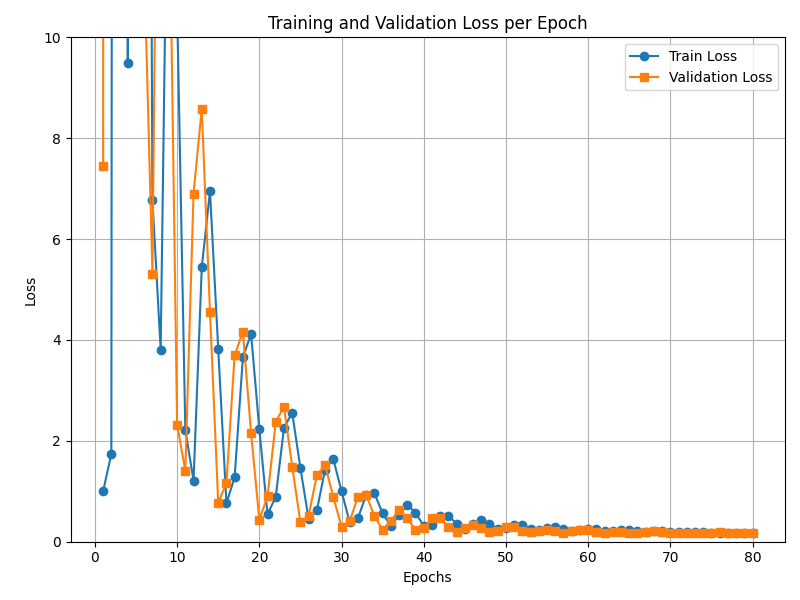 Training and Validation Loss per Epoch
Train Loss
Validation Loss
Loss
10
8
6
4
2
0
0 10 20 30 40 50 60 70 80
Epochs